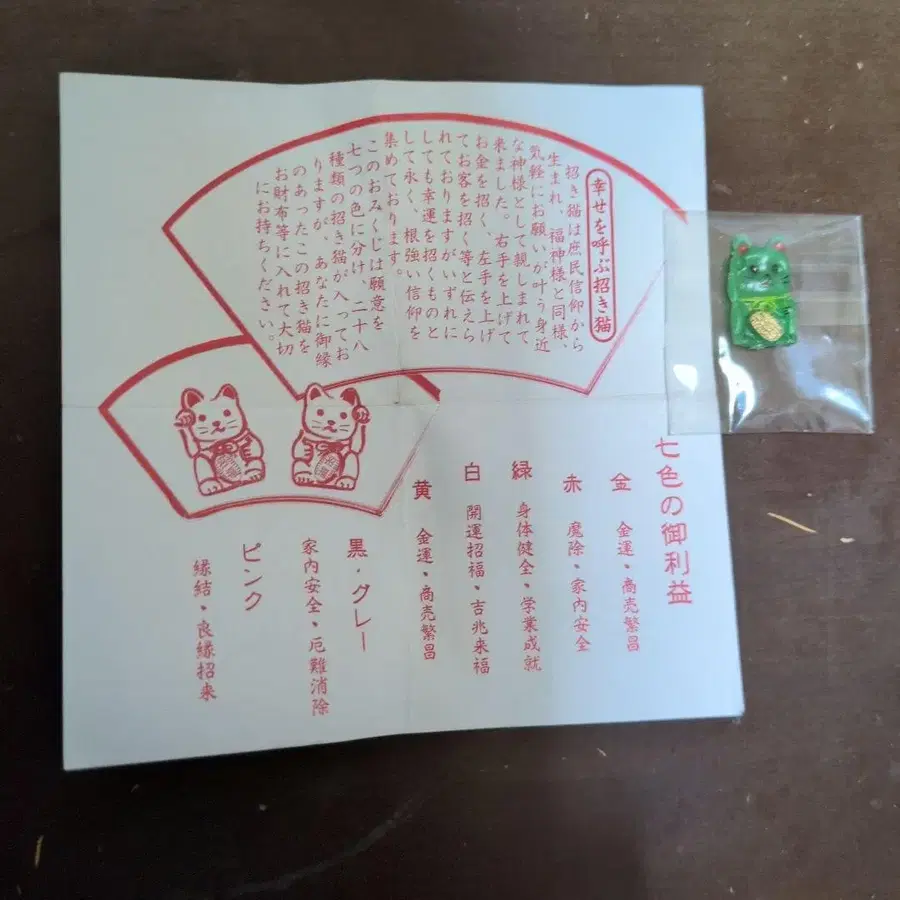 幸せを呼ぶ招き猫
招き猫は庶民信仰から
生まれ、福神様と同様、
気軽にお願いが叶う身近
な神様として親しまれて
来ました。右手を上げて
お金を招く、左手を上げ
てお客を招く等と伝えら
れておりますがいずれに
しても幸運を招くものと
して永く、根強い信仰を
集めております。
このおみくじは願意を
七つの色に分け、二十八
種類の招き猫が入ってお
りますが、あなたに御縁
のあったこの招き猫を
お財布等に入れて大切
にお持ちください。
七色の御利益
金 金運・商売繁昌
赤 魔除・家内安全
緑 身体健全・学業成就
白 開運招福・吉兆来福
黄 金運・商売繁昌
黒・グレー
家内安全・厄難消除
ピンク
縁結・良縁招来